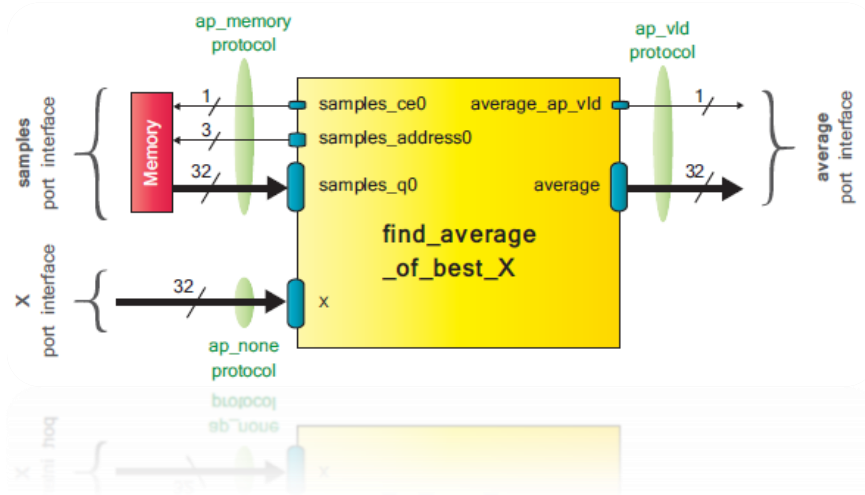 ap_memory
protocol
ap_vld
protocol
samples
port interface
Memory
1
3
32
samples_ce0
samples_address0
samples_q0
average_ap_vld
average
1
32
average
port interface
find_average
_of_best_X
X
port interface
32
x
ap_none
protocol